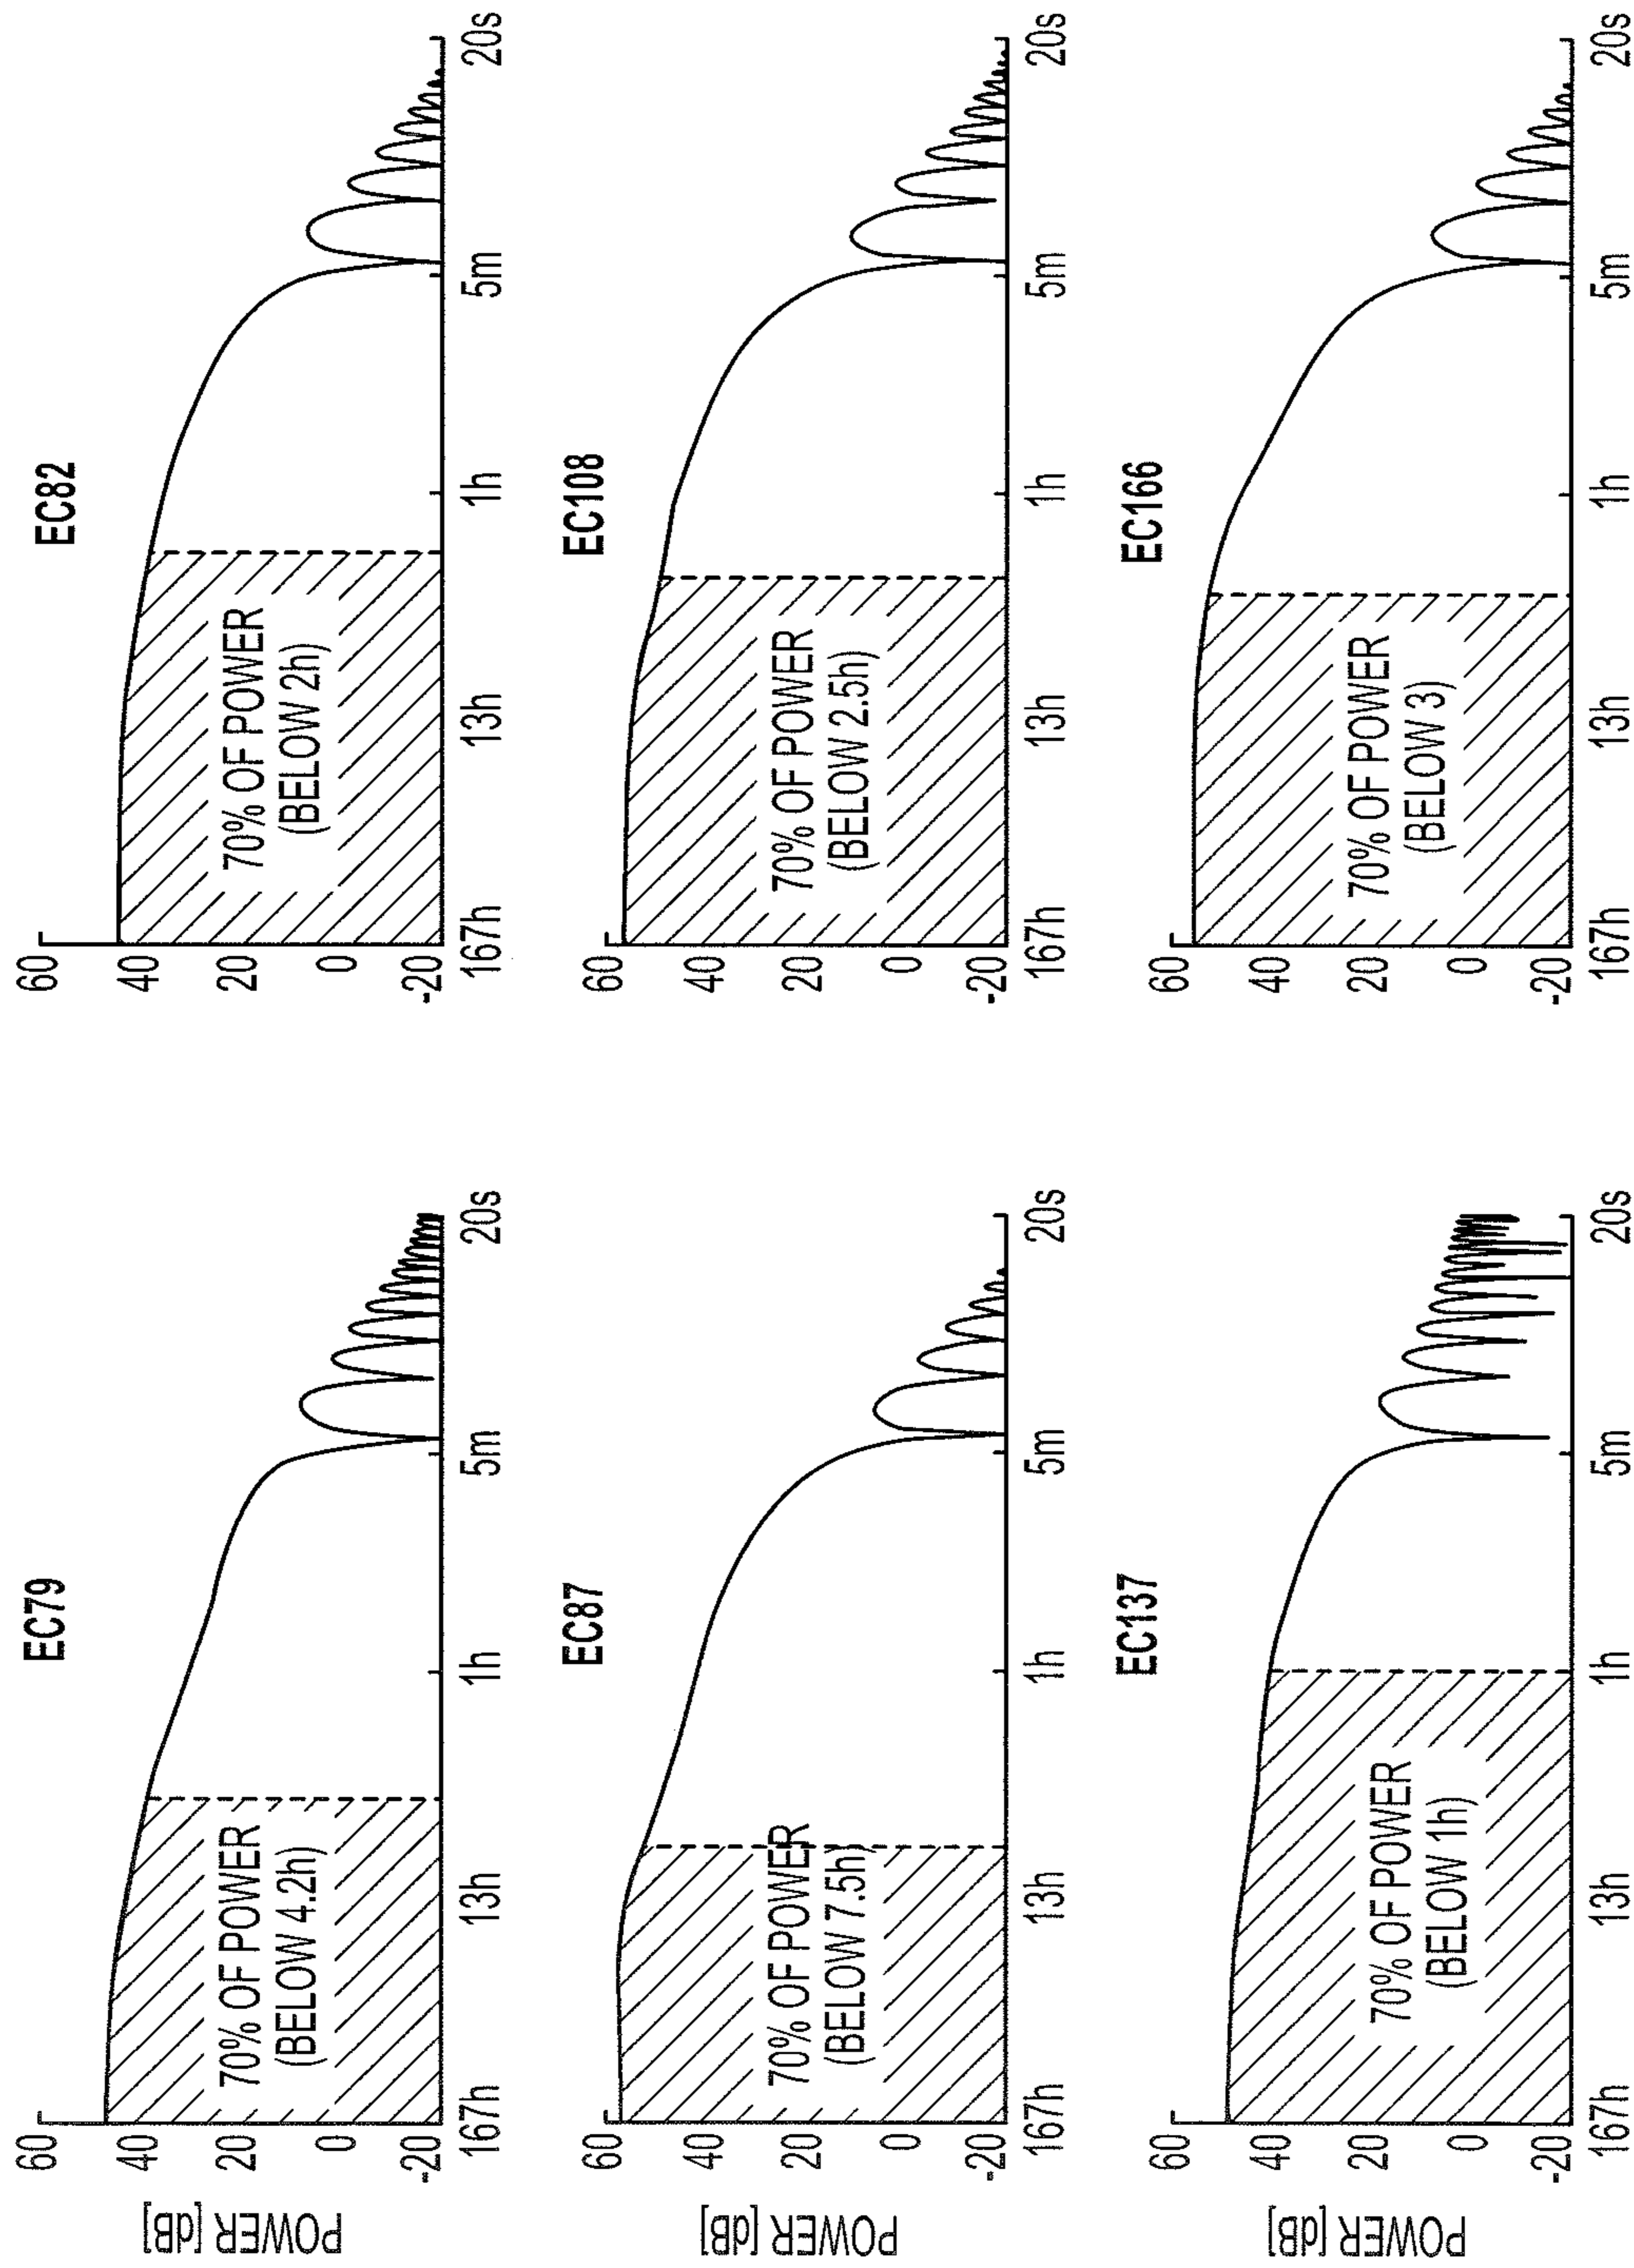 EC79
POWER [dB]
60
40
20
0
-20
70% OF POWER
(BELOW 4.2h)
167h
13h
1h
5m
20s
EC82
60
40
20
0
-20
70% OF POWER
(BELOW 2h)
167h
13h
1h
5m
20s
EC87
POWER [dB]
60
40
20
0
-20
70% OF POWER
(BELOW 7.5h)
167h
13h
1h
5m
20s
EC108
60
40
20
0
-20
70% OF POWER
(BELOW 2.5h)
167h
13h
1h
5m
20s
EC137
POWER [dB]
60
40
20
0
-20
70% OF POWER
(BELOW 1h)
167h
13h
1h
5m
20s
EC166
60
40
20
0
-20
70% OF POWER
(BELOW 3)
167h
13h
1h
5m
20s